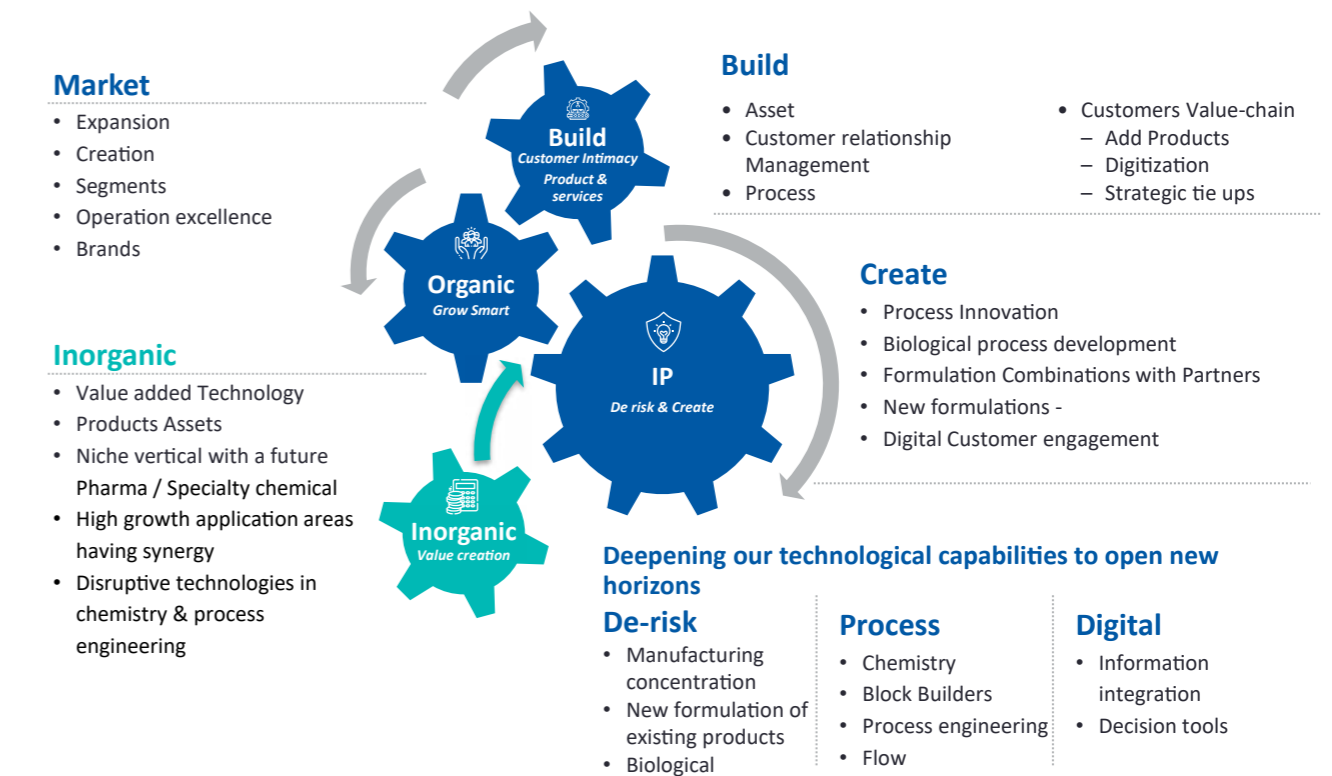 Market
• Expansion
• Creation
• Segments
• Operation excellence
• Brands
Inorganic
• Value added Technology
• Products Assets
• Niche vertical with a future
Pharma / Specialty chemical
• High growth application areas
having synergy
• Disruptive technologies in
chemistry & process
engineering
Build
Customer Intimacy
Product &
services
Organic
Grow Smart
IP
De risk & Create
Inorganic
Value creation
Build
• Asset
• Customer relationship
Management
• Process
• Customers Value-chain
– Add Products
– Digitization
– Strategic tie ups
Create
• Process Innovation
• Biological process development
• Formulation Combinations with Partners
• New formulations -
• Digital Customer engagement
Deepening our technological capabilities to open new
horizons
De-risk
• Manufacturing
concentration
• New formulation of
existing products
• Biological
Process
• Chemistry
• Block Builders
• Process engineering
• Flow
Digital
• Information
integration
• Decision tools